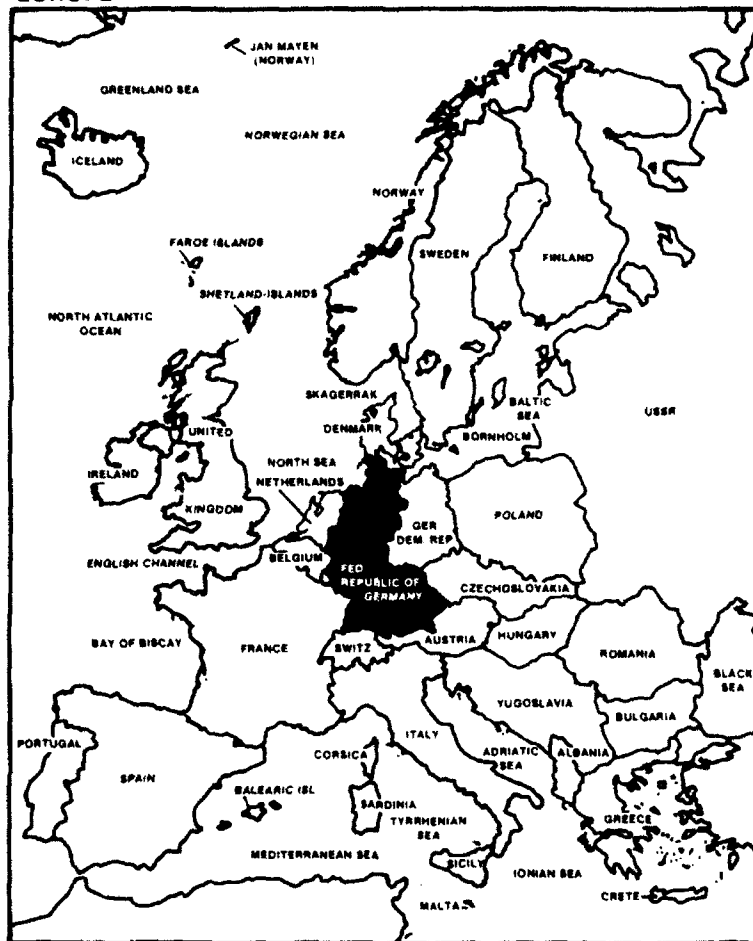 JAN MAYEN
(NORWAY)
GREENLAND SEA
NORWEGIAN SEA
ICELAND
NORWAY
FAROE ISLANDS
SWEDEN
FINLAND
SHETLAND-ISLANDS
NORTH ATLANTIC
OCEAN
SKAGERRAK
BALTIC
SEA
USSR
DENMARK
BORNHOLM
UNITED
KINGDOM
NORTH SEA
IRELAND
NETHERLANDS
POLAND
GER
DEM. REP
ENGLISH CHANNEL
BELGIUM
FED
REPUBLIC OF
GERMANY
CZECHOSLOVAKIA
BAY OF BISCAY
FRANCE
SWITZ
AUSTRIA
HUNGARY
ROMANIA
BLACK
SEA
YUGOSLAVIA
BULGARIA
PORTUGAL
ITALY
CORSICA
ADRIATIC
SEA
ALBANIA
SPAIN
BALEARIC ISL
SARDINIA
TYRRHENIAN
SEA
GREECE
MEDITERRANEAN SEA
SICILY
IONIAN SEA
MALTA
CRETE